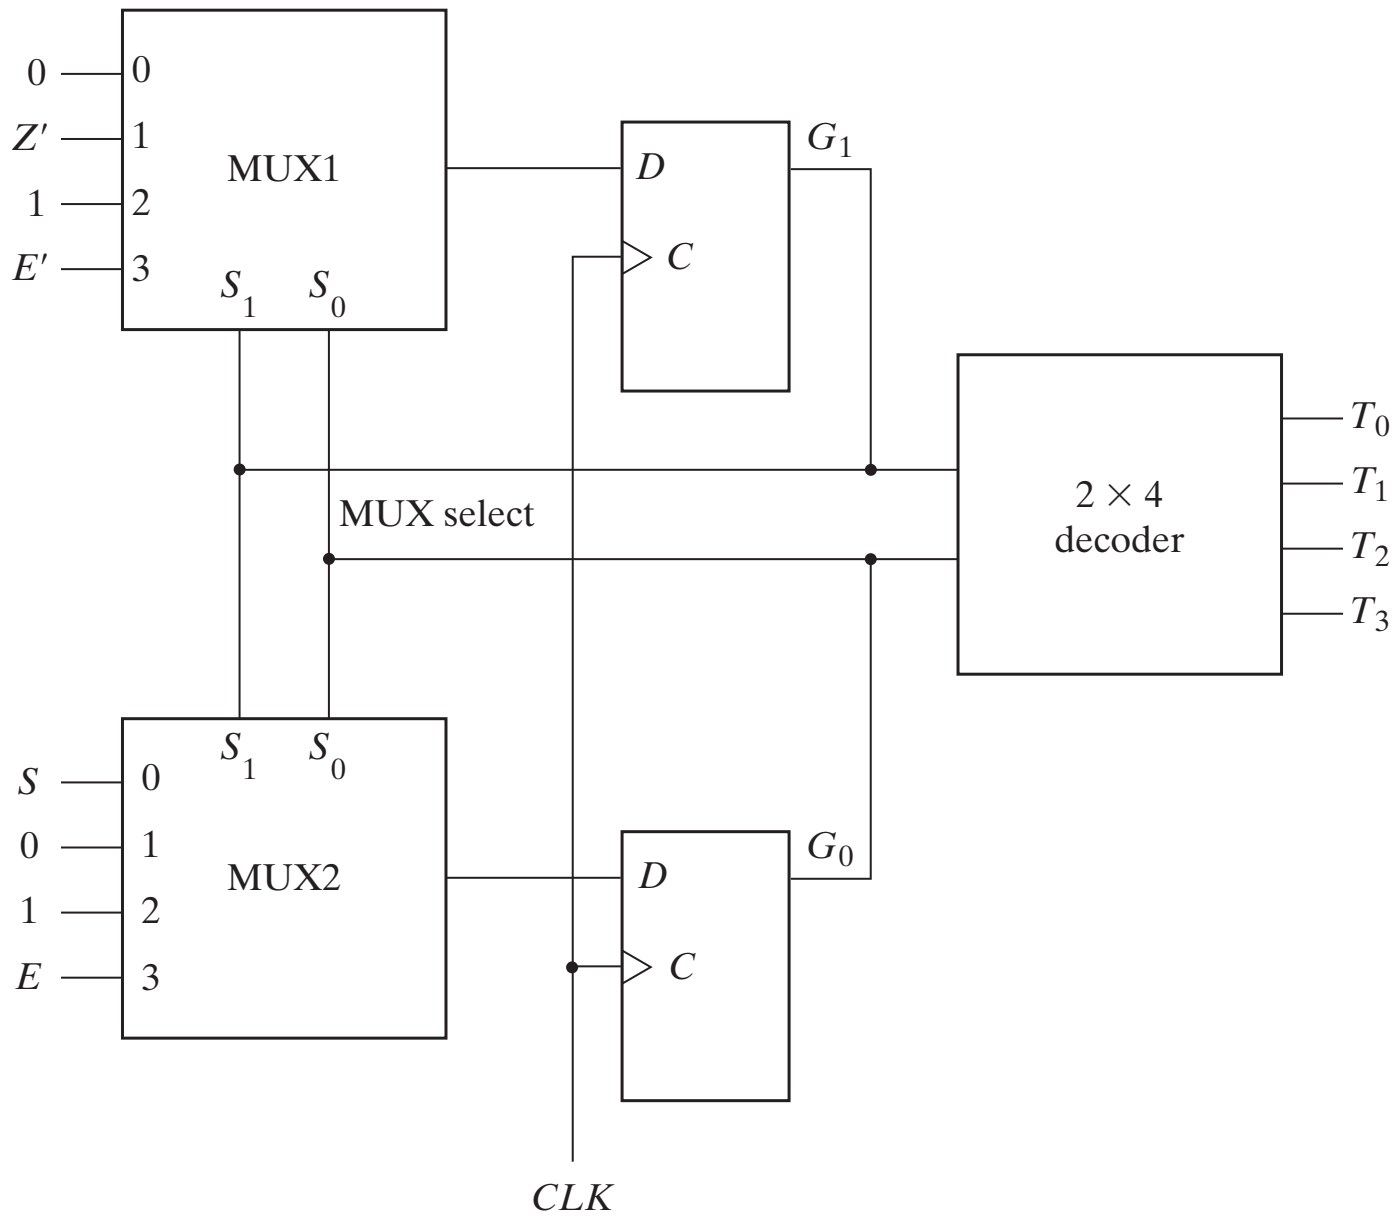 0
0
Z′
1
MUX1
1
2
E′
3
S₁
S₀
D
G₁
C
2 × 4
decoder
T₀
T₁
T₂
T₃
MUX select
S₁
S₀
S
0
0
1
MUX2
1
2
E
3
D
G₀
C
CLK